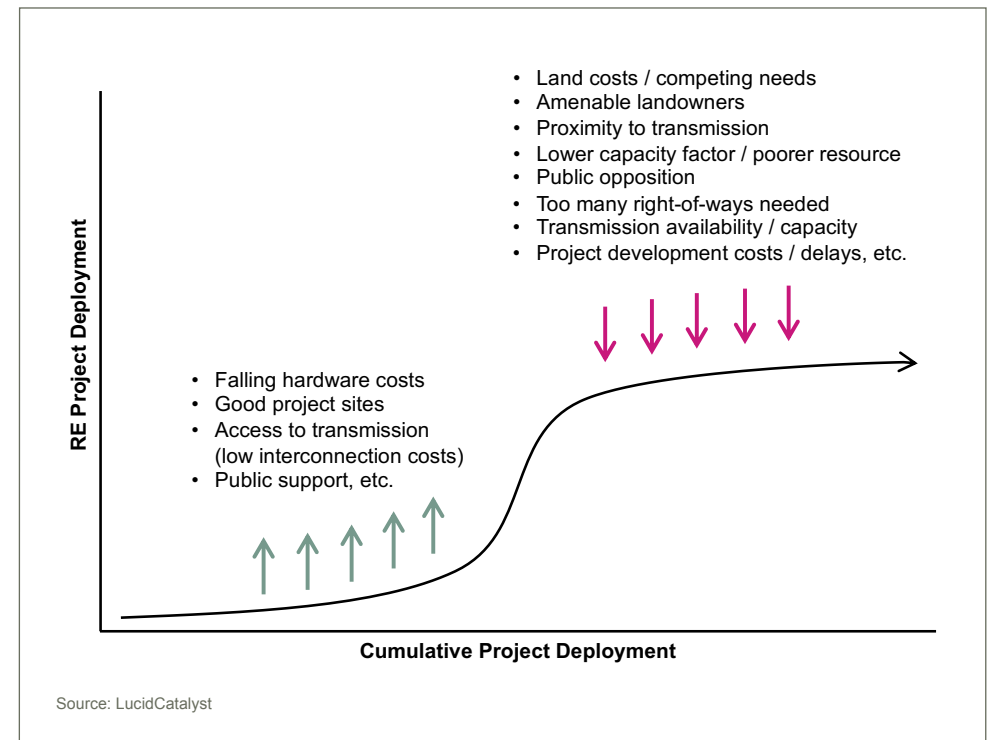 • Land costs / competing needs
• Amenable landowners
• Proximity to transmission
• Lower capacity factor / poorer resource
• Public opposition
• Too many right-of-ways needed
• Transmission availability / capacity
• Project development costs / delays, etc.
RE Project Deployment
• Falling hardware costs
• Good project sites
• Access to transmission
(low interconnection costs)
• Public support, etc.
Cumulative Project Deployment
Source: LucidCatalyst